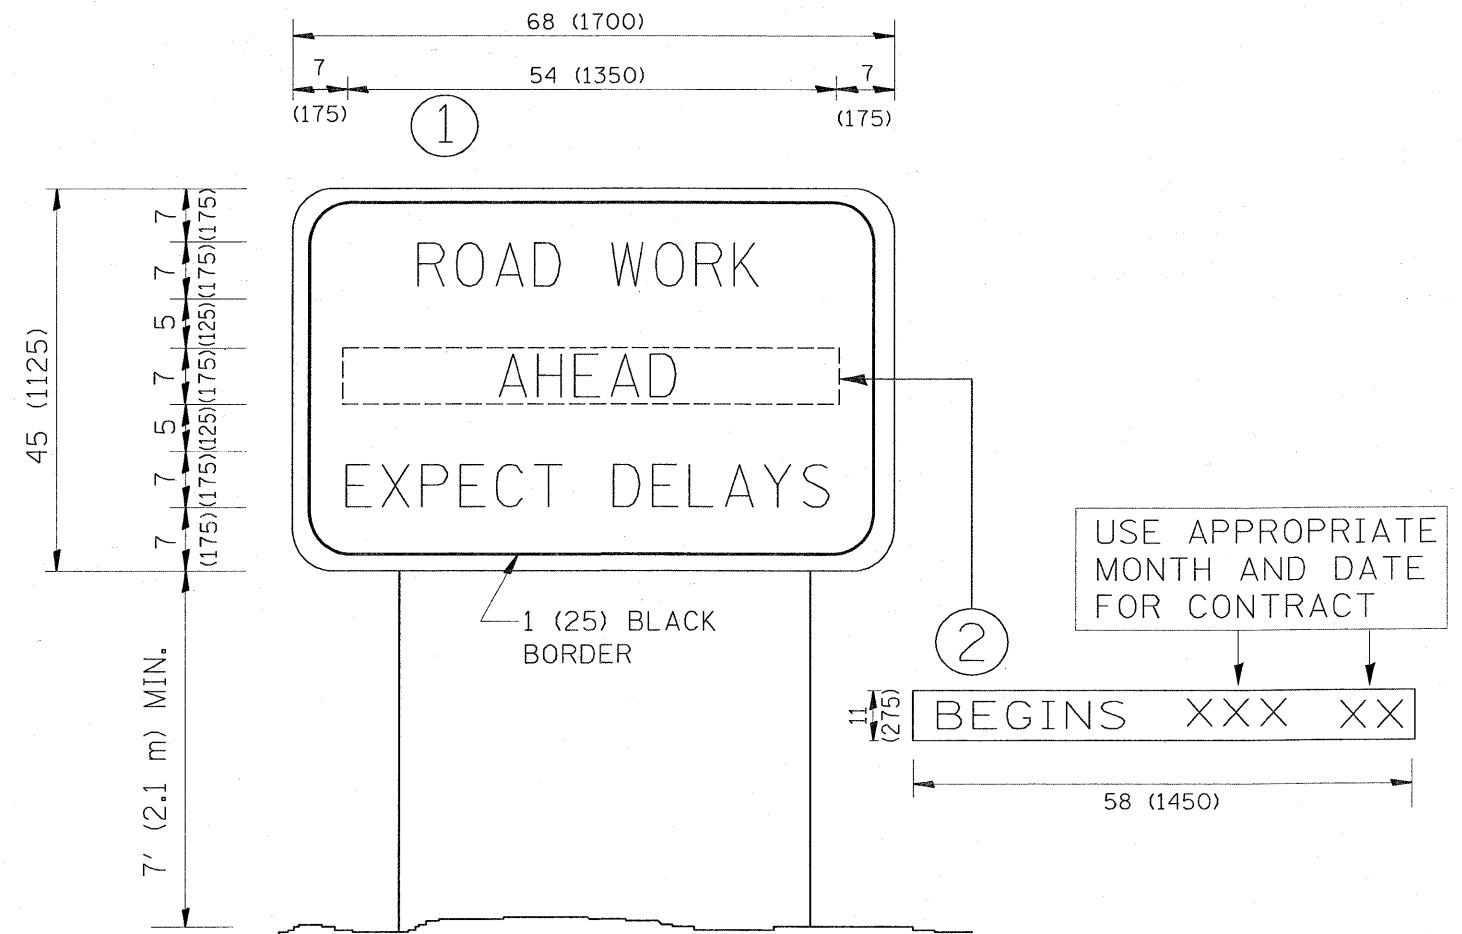 68 (1700)
7
54 (1350)
7
(175)
(175)
1
45 (1125)
7
(175)
7
(175)
5
(125)
7
(175)
5
(125)
7
(175)
7
(175)
ROAD WORK
AHEAD
EXPECT DELAYS
1 (25) BLACK
BORDER
7' (2.1 m) MIN.
USE APPROPRIATE
MONTH AND DATE
FOR CONTRACT
2
11
(275)
BEGINS XXX XX
58 (1450)